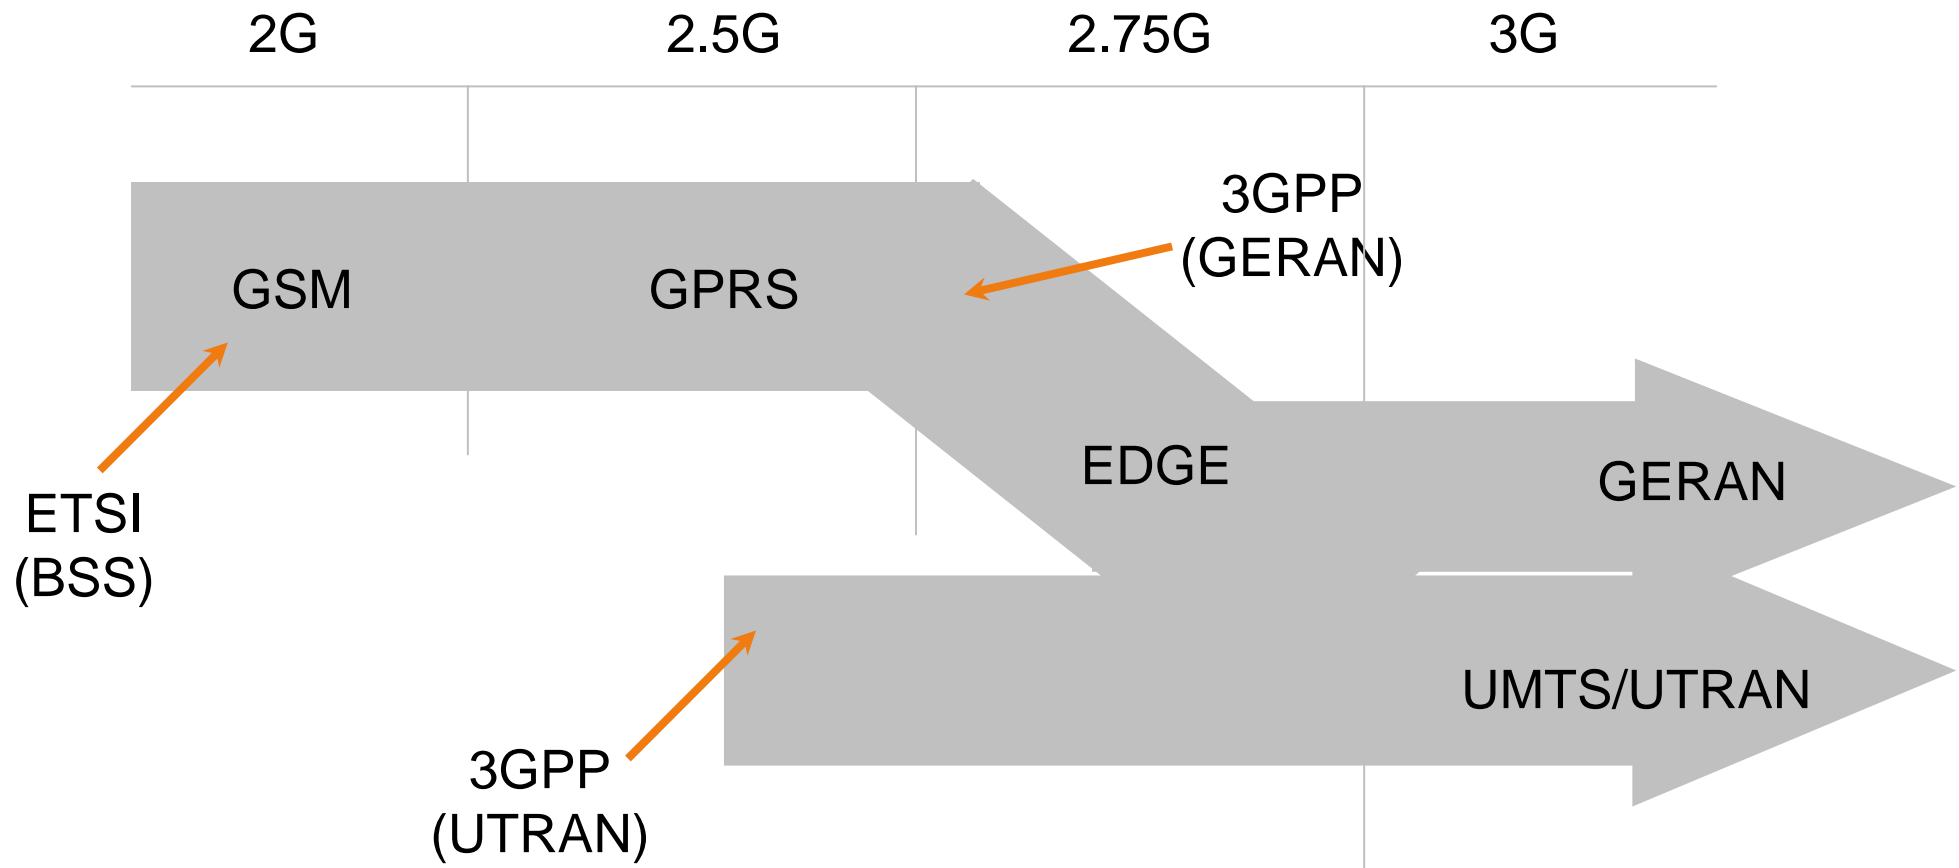 2G
2.5G
2.75G
3G
3GPP
(GERAN)
GSM
GPRS
EDGE
GERAN
ETSI
(BSS)
UMTS/UTRAN
3GPP
(UTRAN)